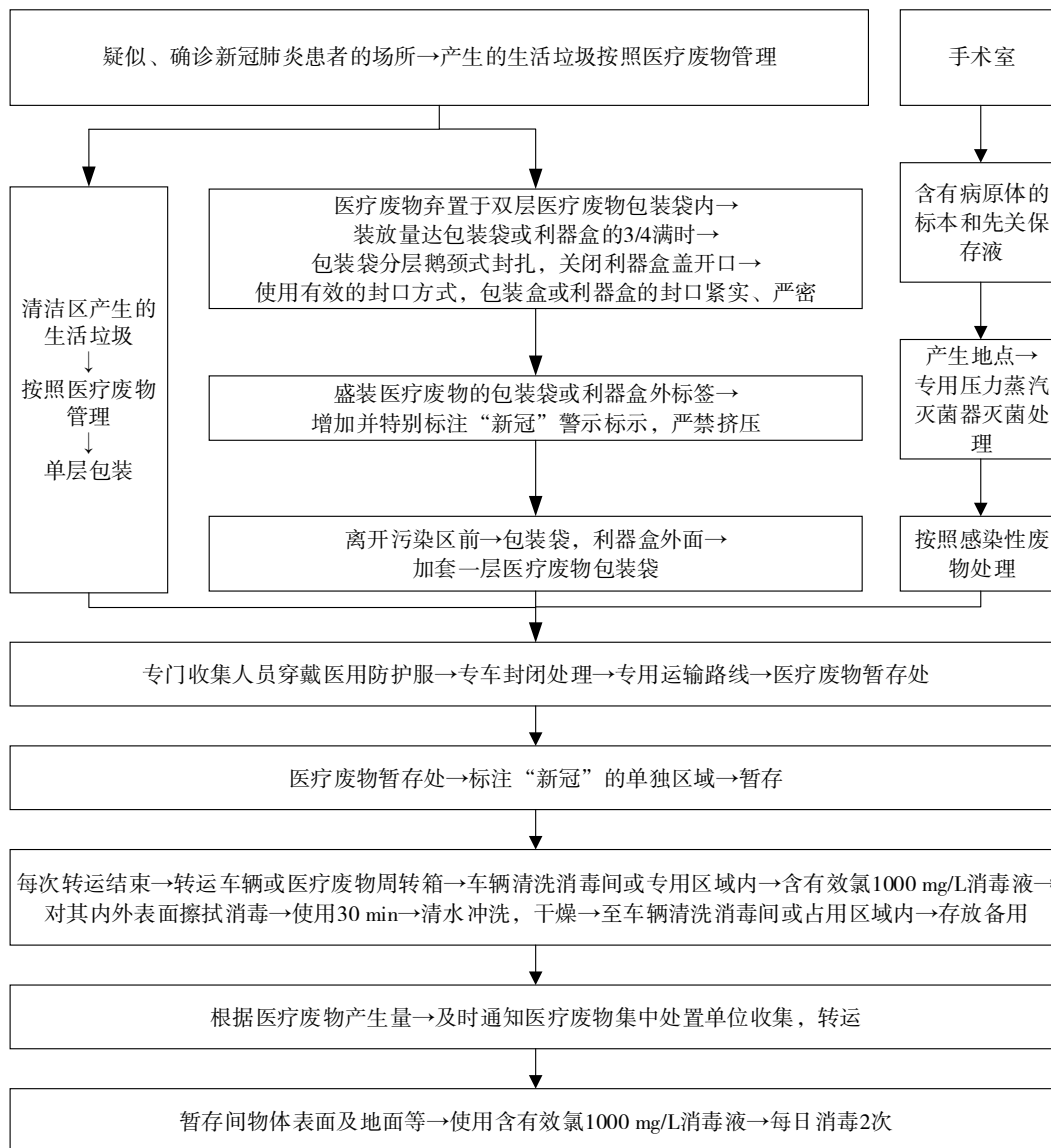 疑似、确诊新冠肺炎患者的场所→产生的生活垃圾按照医疗废物管理
手术室
清洁区产生的
生活垃圾
↓
按照医疗废物
管理
↓
单层包装
医疗废物弃置于双层医疗废物包装袋内→
装放量达包装袋或利器盒的3/4满时→
包装袋分层鹅颈式封扎，关闭利器盒盖开口→
使用有效的封口方式，包装盒或利器盒的封口紧实、严密
盛装医疗废物的包装袋或利器盒外标签→
增加并特别标注“新冠”警示标示，严禁挤压
离开污染区前→包装袋，利器盒外面→
加套一层医疗废物包装袋
含有病原体的
标本和先关保
存液
产生地点→
专用压力蒸汽
灭菌器灭菌处
理
按照感染性废
物处理
专门收集人员穿戴医用防护服→专车封闭处理→专用运输路线→医疗废物暂存处
医疗废物暂存处→标注“新冠”的单独区域→暂存
每次转运结束→转运车辆或医疗废物周转箱→车辆清洗消毒间或专用区域内→含有效氯1000 mg/L消毒液→
对其内外表面擦拭消毒→使用30 min→清水冲洗，干燥→至车辆清洗消毒间或占用区域内→存放备用
根据医疗废物产生量→及时通知医疗废物集中处置单位收集，转运
暂存间物体表面及地面等→使用含有效氯1000 mg/L消毒液→每日消毒2次